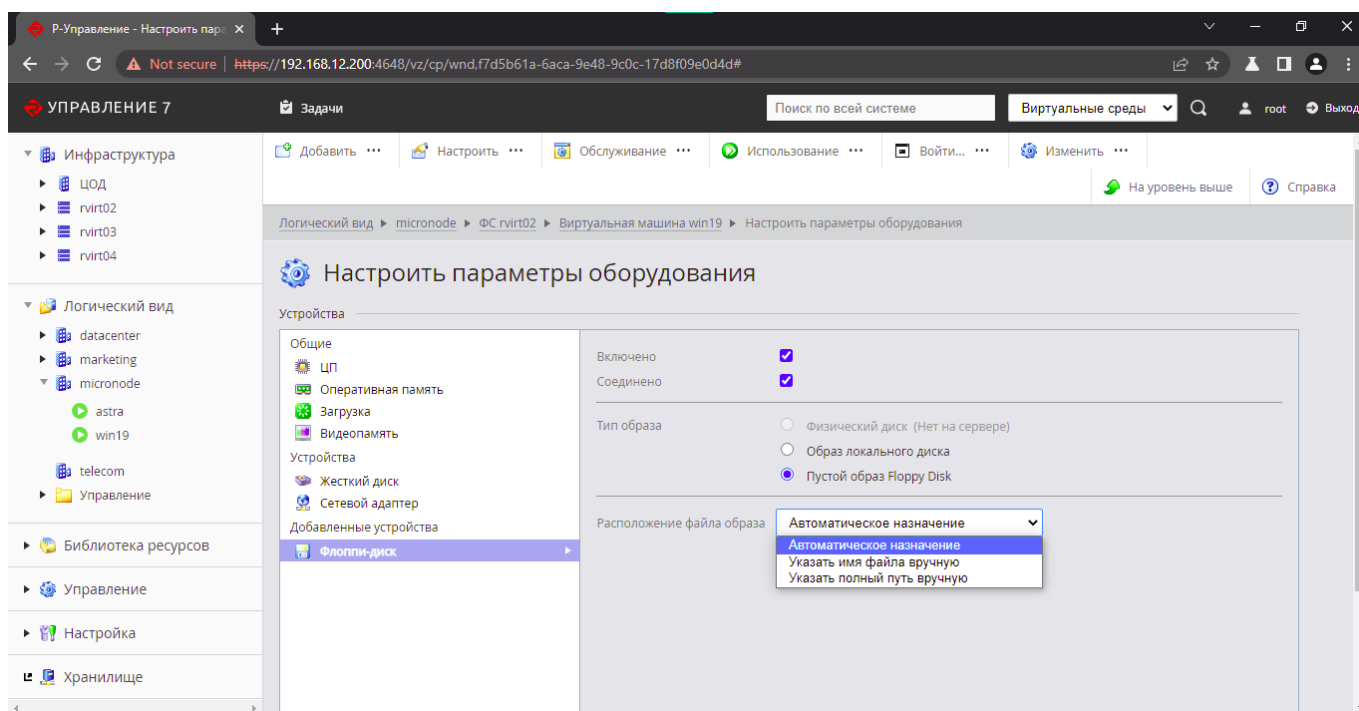 Р-Управление - Настроить пара
Not secure | https://192.168.12.200:4648/vz/cp/wnd.f7d5b61a-6aca-9e48-9c0c-17d8f09e0d4d#
УПРАВЛЕНИЕ 7
Задачи
Поиск по всей системе
Виртуальные среды
root
Выход
Инфраструктура
ЦОД
rvirt02
rvirt03
rvirt04
Логический вид
datacenter
marketing
micronode
astra
win19
telecom
Управление
Библиотека ресурсов
Управление
Настройка
Хранилище
Добавить ···
Настроить ···
Обслуживание ···
Использование ···
Войти... ···
Изменить ···
На уровень выше
Справка
Логический вид ▸ micronode ▸ ФС rvirt02 ▸ Виртуальная машина win19 ▸ Настроить параметры оборудования
Настроить параметры оборудования
Устройства
Общие
ЦП
Оперативная память
Загрузка
Видеопамять
Устройства
Жесткий диск
Сетевой адаптер
Добавленные устройства
Флоппи-диск
Включено
Соединено
Тип образа
Физический диск (Нет на сервере)
Образ локального диска
Пустой образ Floppy Disk
Расположение файла образа
Автоматическое назначение
Автоматическое назначение
Указать имя файла вручную
Указать полный путь вручную